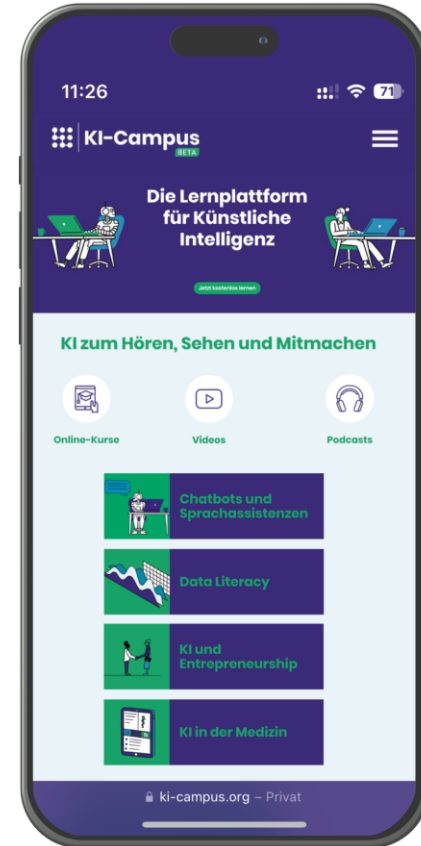 11:26
71
KI-Campus
BETA
Die Lernplattform
für Künstliche
Intelligenz
Jetzt kostenlos lernen
KI zum Hören, Sehen und Mitmachen
Online-Kurse
Videos
Podcasts
Chatbots und
Sprachassistenzen
Data Literacy
KI und
Entrepreneurship
KI in der Medizin
ki-campus.org – Privat